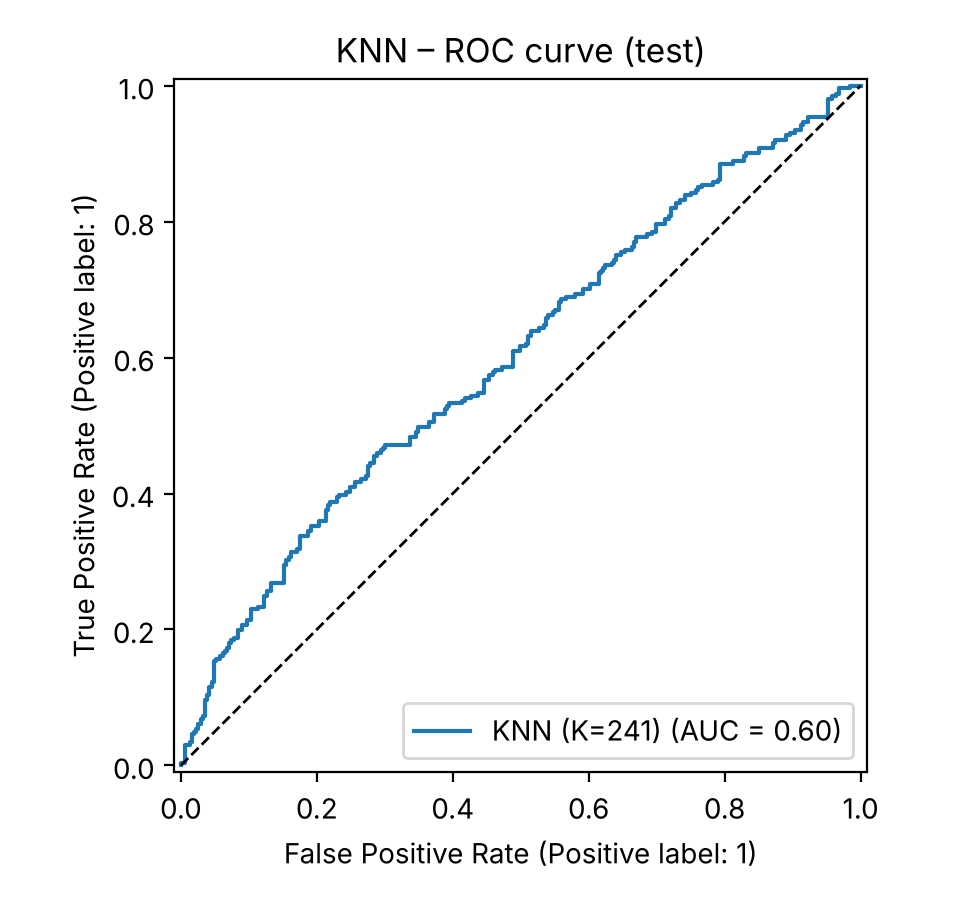 KNN – ROC curve (test)
True Positive Rate (Positive label: 1)
1.0
0.8
0.6
0.4
0.2
0.0
KNN (K=241) (AUC = 0.60)
0.0 0.2 0.4 0.6 0.8 1.0
False Positive Rate (Positive label: 1)